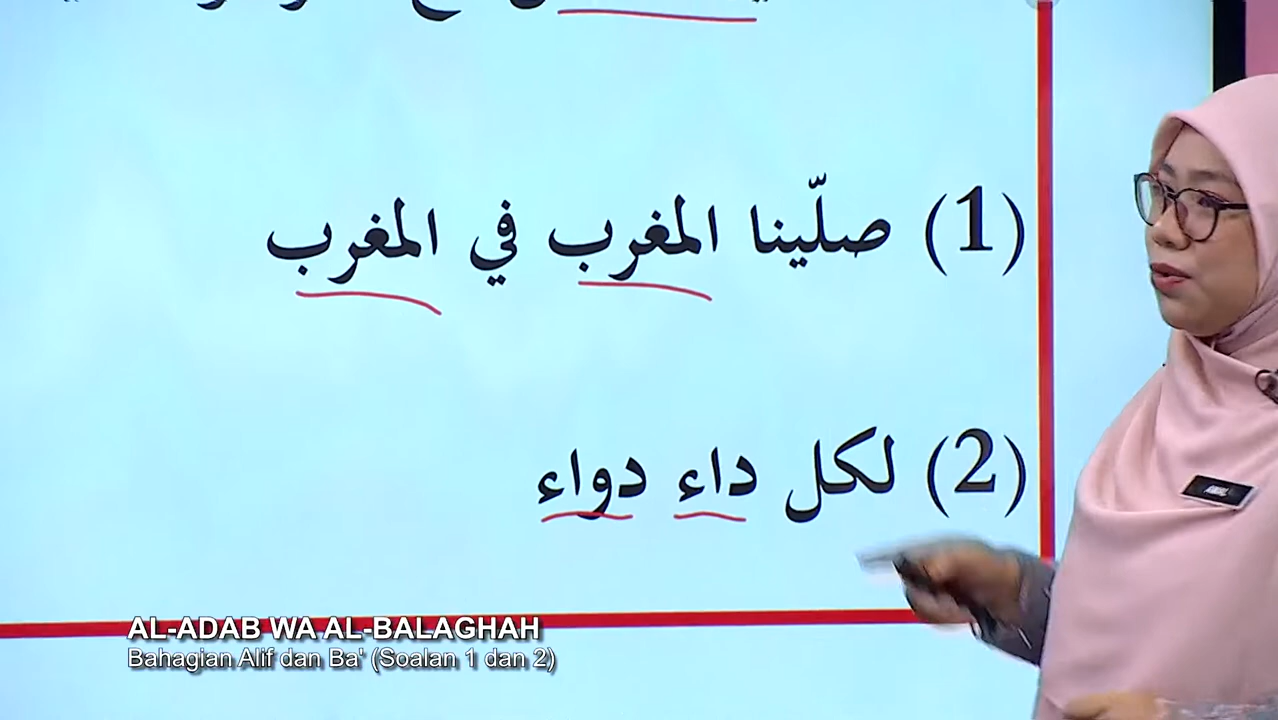 (1) صلّينا المغرب في المغرب
(2) لكل داء دواء
AL-ADAB WA AL-BALAGHAH
Bahagian Alif dan Ba' (Soalan 1 dan 2)